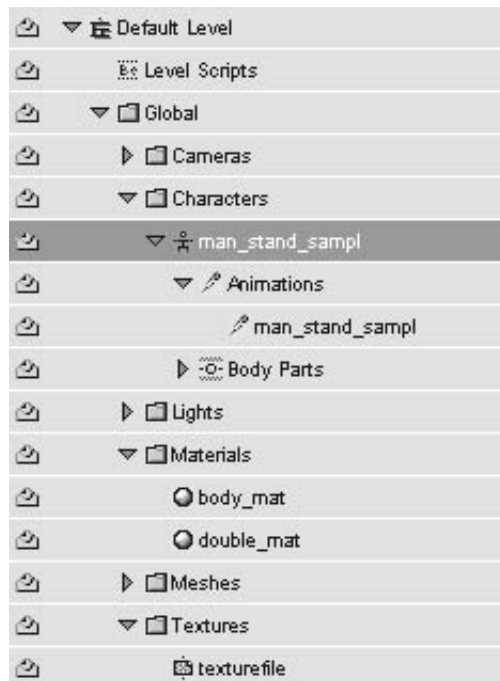 Default Level
Level Scripts
Global
Cameras
Characters
man_stand_sampl
Animations
man_stand_sampl
Body Parts
Lights
Materials
body_mat
double_mat
Meshes
Textures
texturefile